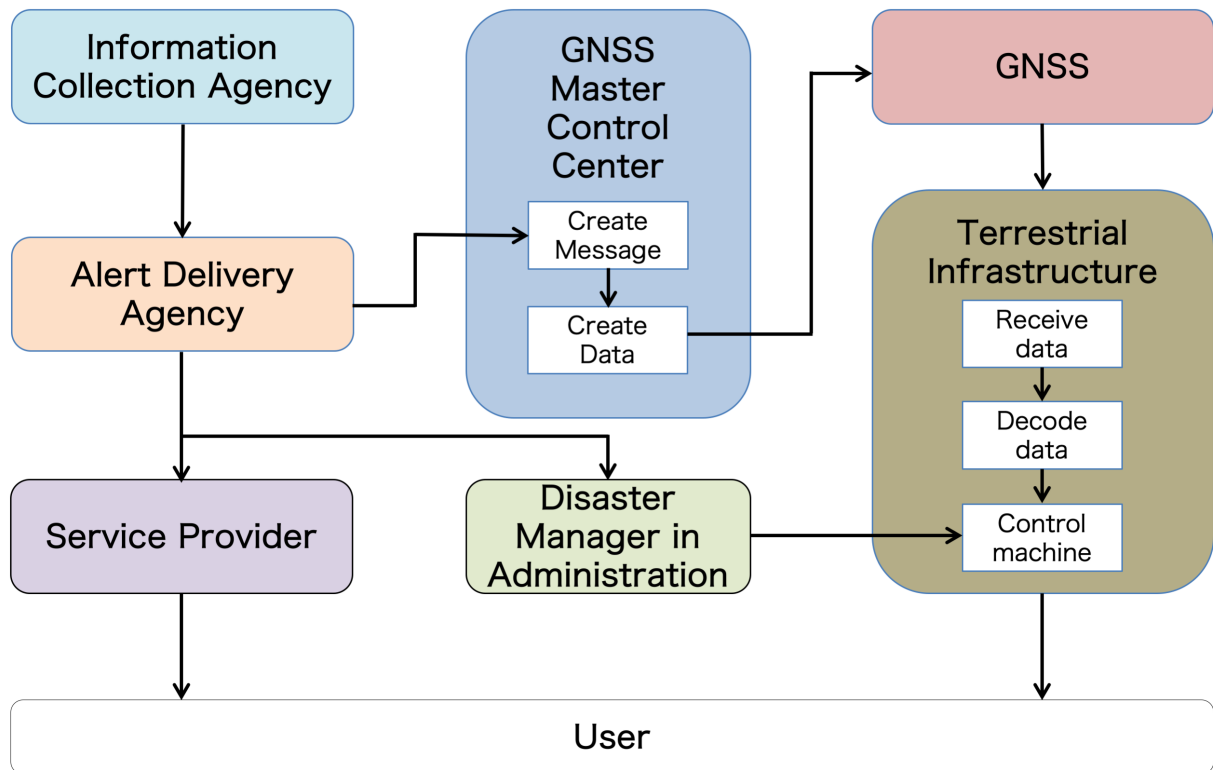 Information
Collection Agency
GNSS
Master
Control
Center
GNSS
Create
Message
Create
Data
Alert Delivery
Agency
Terrestrial
Infrastructure
Receive
data
Decode
data
Control
machine
Service Provider
Disaster
Manager in
Administration
User